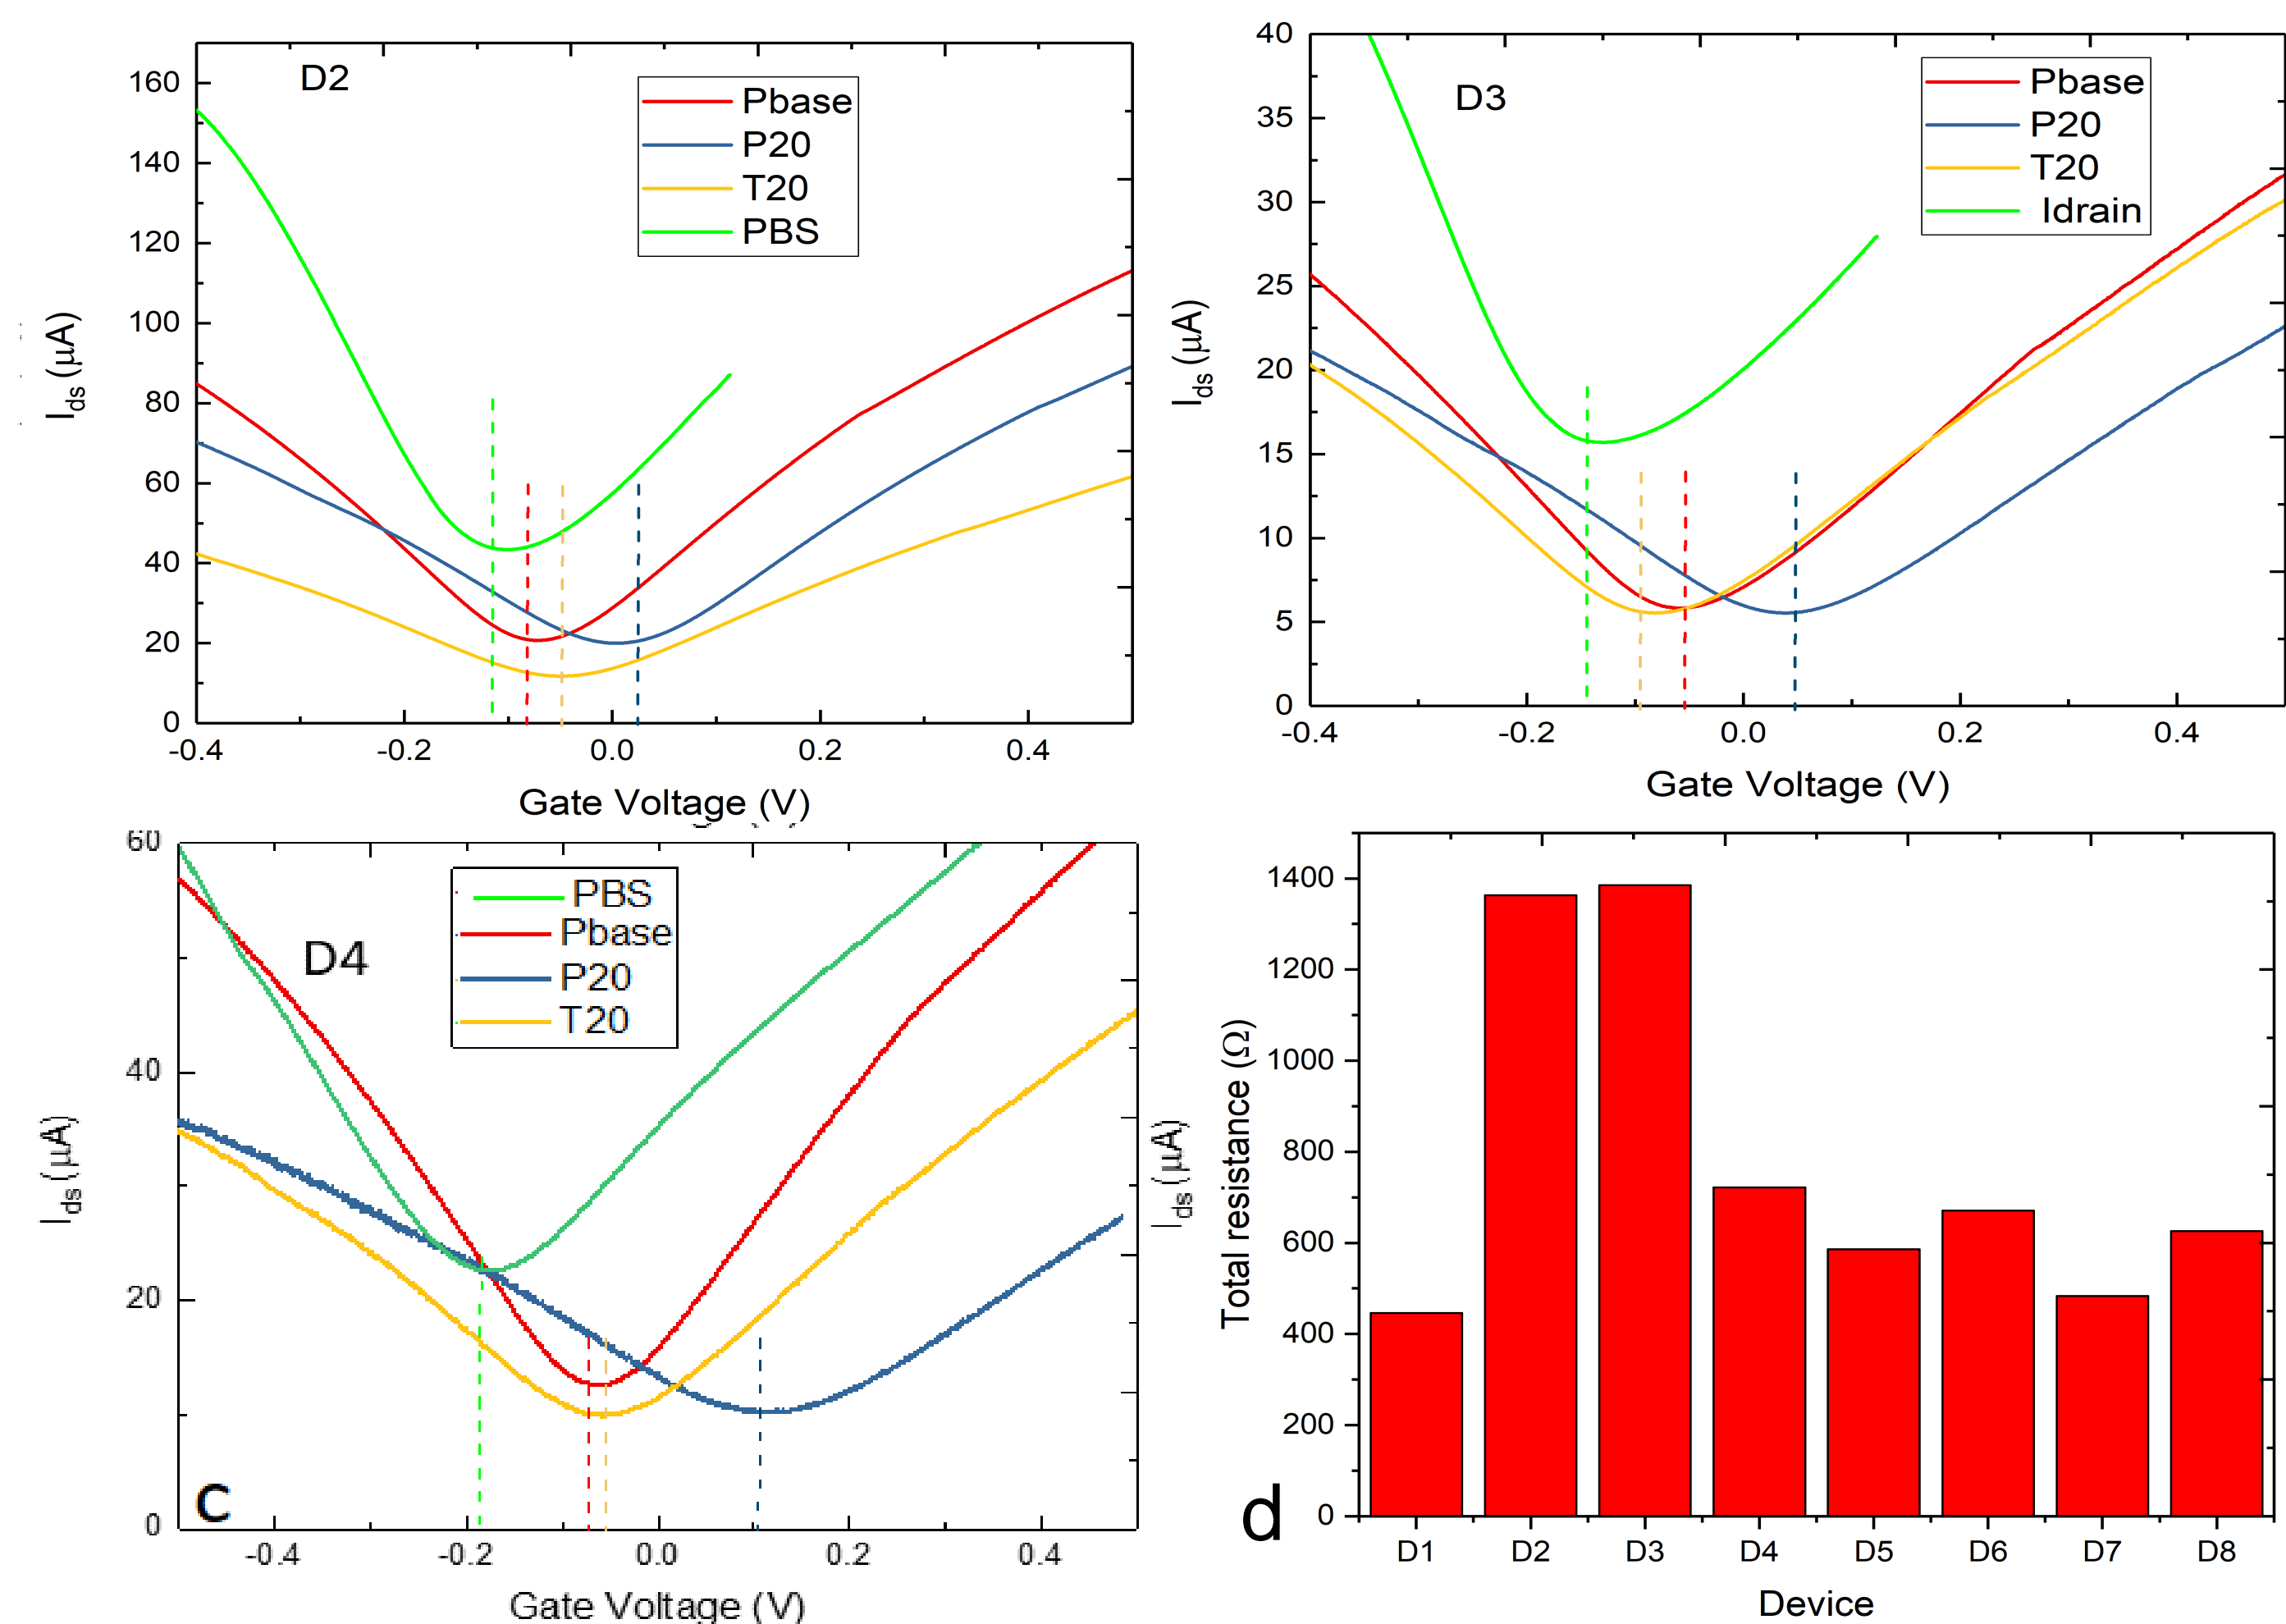 D2
Pbase
P20
T20
PBS
160
140
120
100
80
60
40
20
0
Ids (μA)
-0.4
-0.2
0.0
0.2
0.4
Gate Voltage (V)
D3
Pbase
P20
T20
Idrain
40
35
30
25
20
15
10
5
0
Ids (μA)
-0.4
-0.2
0.0
0.2
0.4
Gate Voltage (V)
D4
PBS
Pbase
P20
T20
60
40
20
0
Ids (μA)
c
-0.4
-0.2
0.0
0.2
0.4
Gate Voltage (V)
Ids (μA)
Total resistance (Ω)
1400
1200
1000
800
600
400
200
0
d
D1
D2
D3
D4
D5
D6
D7
D8
Device